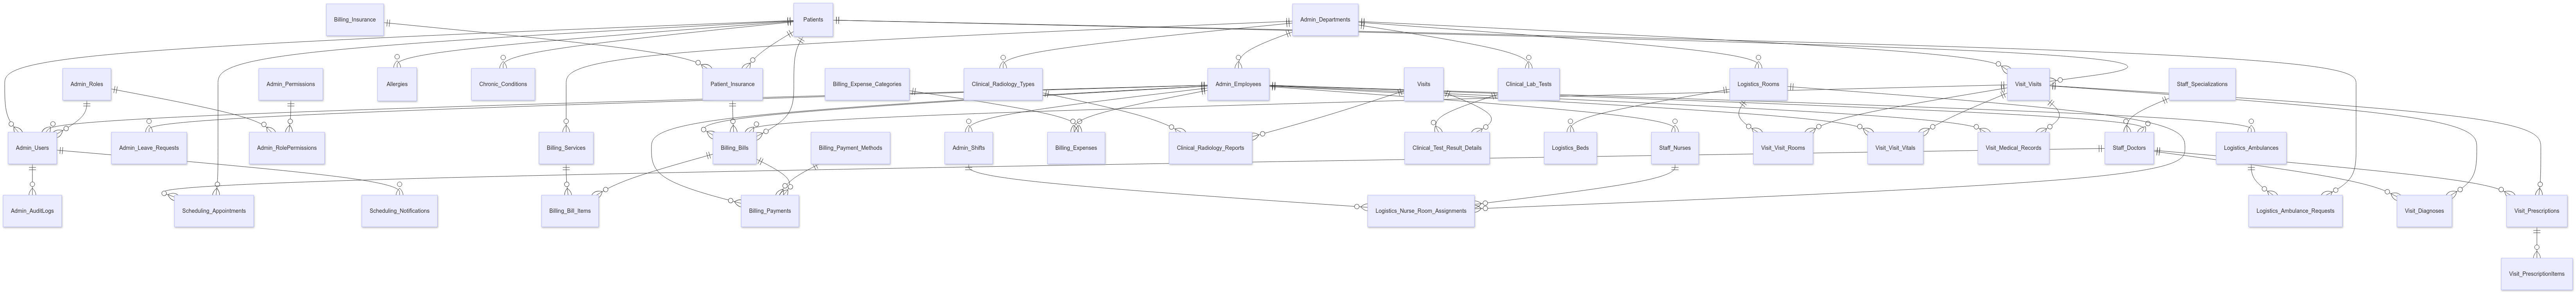 Billing_Insurance
Patients
Admin_Departments
Admin_Roles
Admin_Permissions
Allergies
Chronic_Conditions
Patient_Insurance
Billing_Expense_Categories
Clinical_Radiology_Types
Admin_Employees
Visits
Clinical_Lab_Tests
Logistics_Rooms
Visit_Visits
Staff_Specializations
Admin_Users
Admin_Leave_Requests
Admin_RolePermissions
Billing_Services
Billing_Bills
Billing_Payment_Methods
Admin_Shifts
Billing_Expenses
Clinical_Radiology_Reports
Clinical_Test_Result_Details
Logistics_Beds
Staff_Nurses
Visit_Visit_Rooms
Visit_Visit_Vitals
Visit_Medical_Records
Staff_Doctors
Logistics_Ambulances
Admin_AuditLogs
Scheduling_Appointments
Scheduling_Notifications
Billing_Bill_Items
Billing_Payments
Logistics_Nurse_Room_Assignments
Logistics_Ambulance_Requests
Visit_Diagnoses
Visit_Prescriptions
Visit_PrescriptionItems